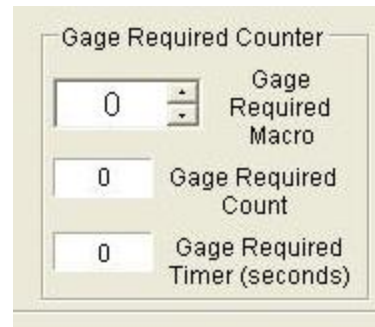 Gage Required Counter
0
Gage
Required
Macro
0
Gage Required
Count
0
Gage Required
Timer (seconds)